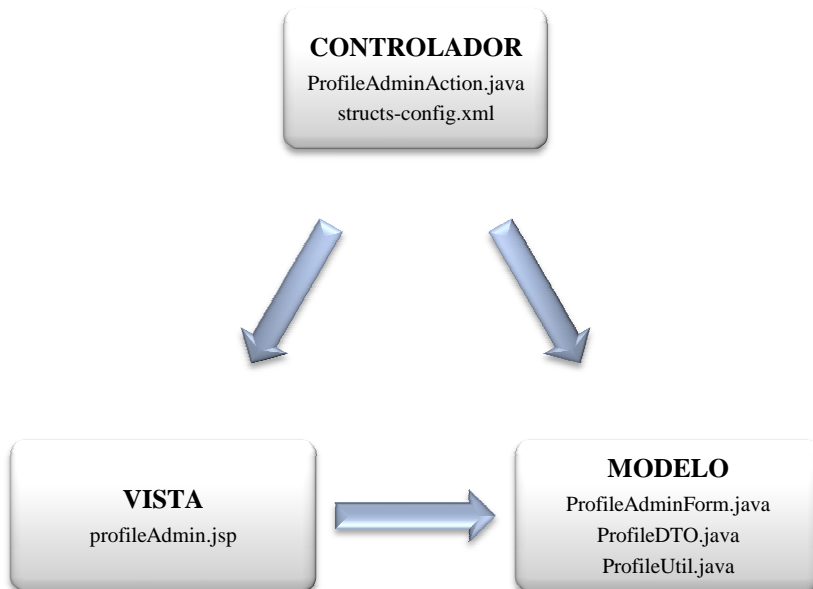 CONTROLADOR
ProfileAdminAction.java
structs-config.xml
VISTA
profileAdmin.jsp
MODELO
ProfileAdminForm.java
ProfileDTO.java
ProfileUtil.java